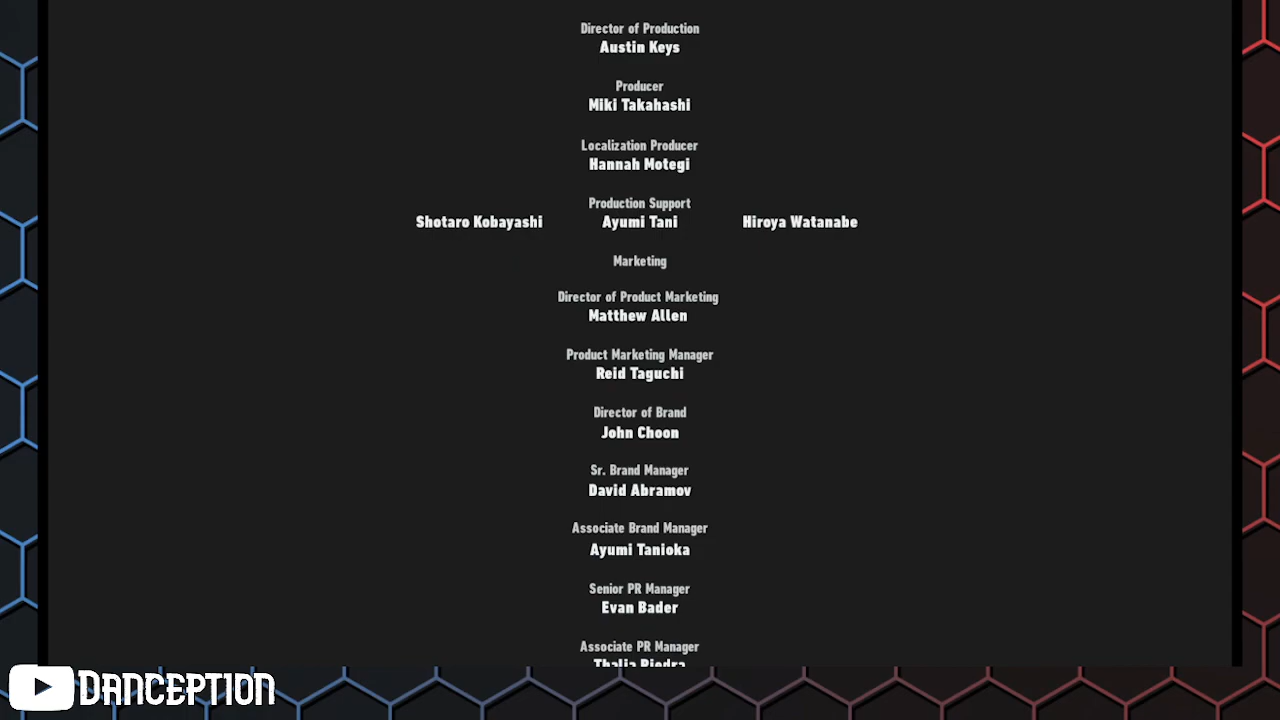 Director of Production
Austin Keys
Producer
Miki Takahashi
Localization Producer
Hannah Motegi
Production Support
Shotaro Kobayashi Ayumi Tani Hiroya Watanabe
Marketing
Director of Product Marketing
Matthew Allen
Product Marketing Manager
Reid Taguchi
Director of Brand
John Choon
Sr. Brand Manager
David Abramov
Associate Brand Manager
Ayumi Tanioka
Senior PR Manager
Evan Bader
Associate PR Manager
Thalia Piedra
DANCEPTION